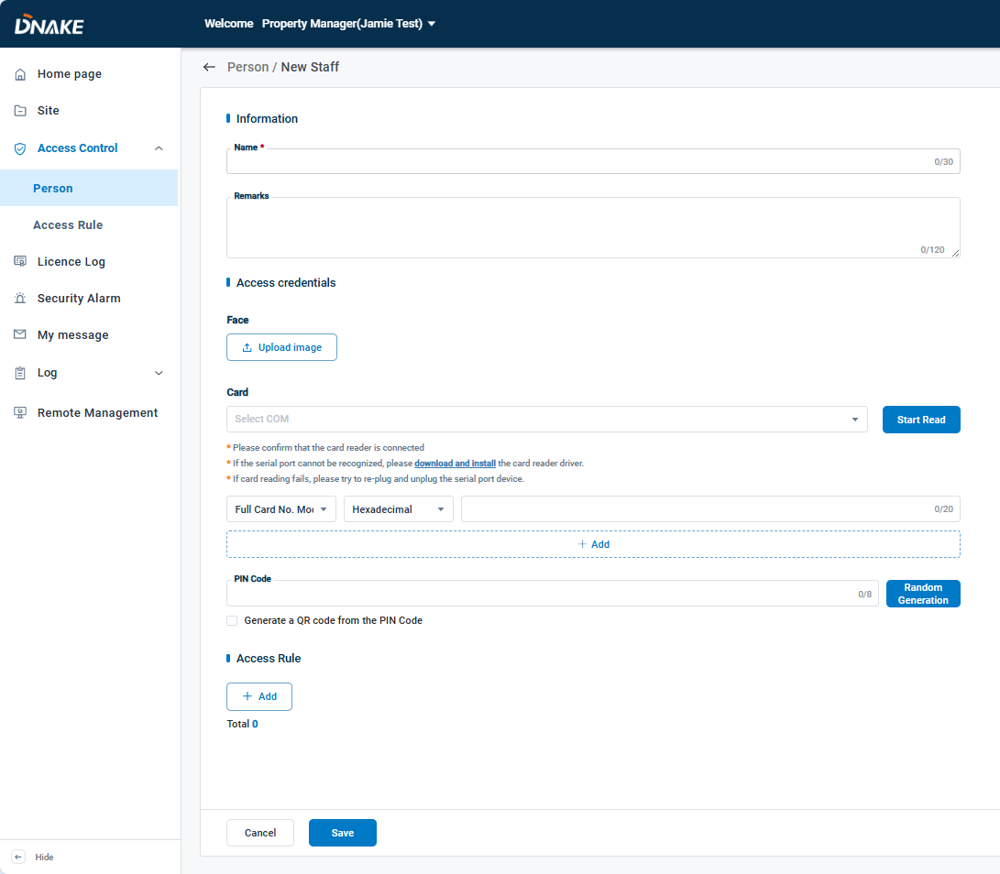 DNAKE
Welcome Property Manager(Jamie Test)
Home page
Site
Access Control
Person
Access Rule
Licence Log
Security Alarm
My message
Log
Remote Management
Hide
Person / New Staff
Information
Name *
0/30
Remarks
0/120
Access credentials
Face
Upload image
Card
Select COM
Start Read
* Please confirm that the card reader is connected
* If the serial port cannot be recognized, please download and install the card reader driver.
* If card reading fails, please try to re-plug and unplug the serial port device.
Full Card No. Mo
Hexadecimal
0/20
+ Add
PIN Code
0/8
Random
Generation
Generate a QR code from the PIN Code
Access Rule
+ Add
Total 0
Cancel
Save